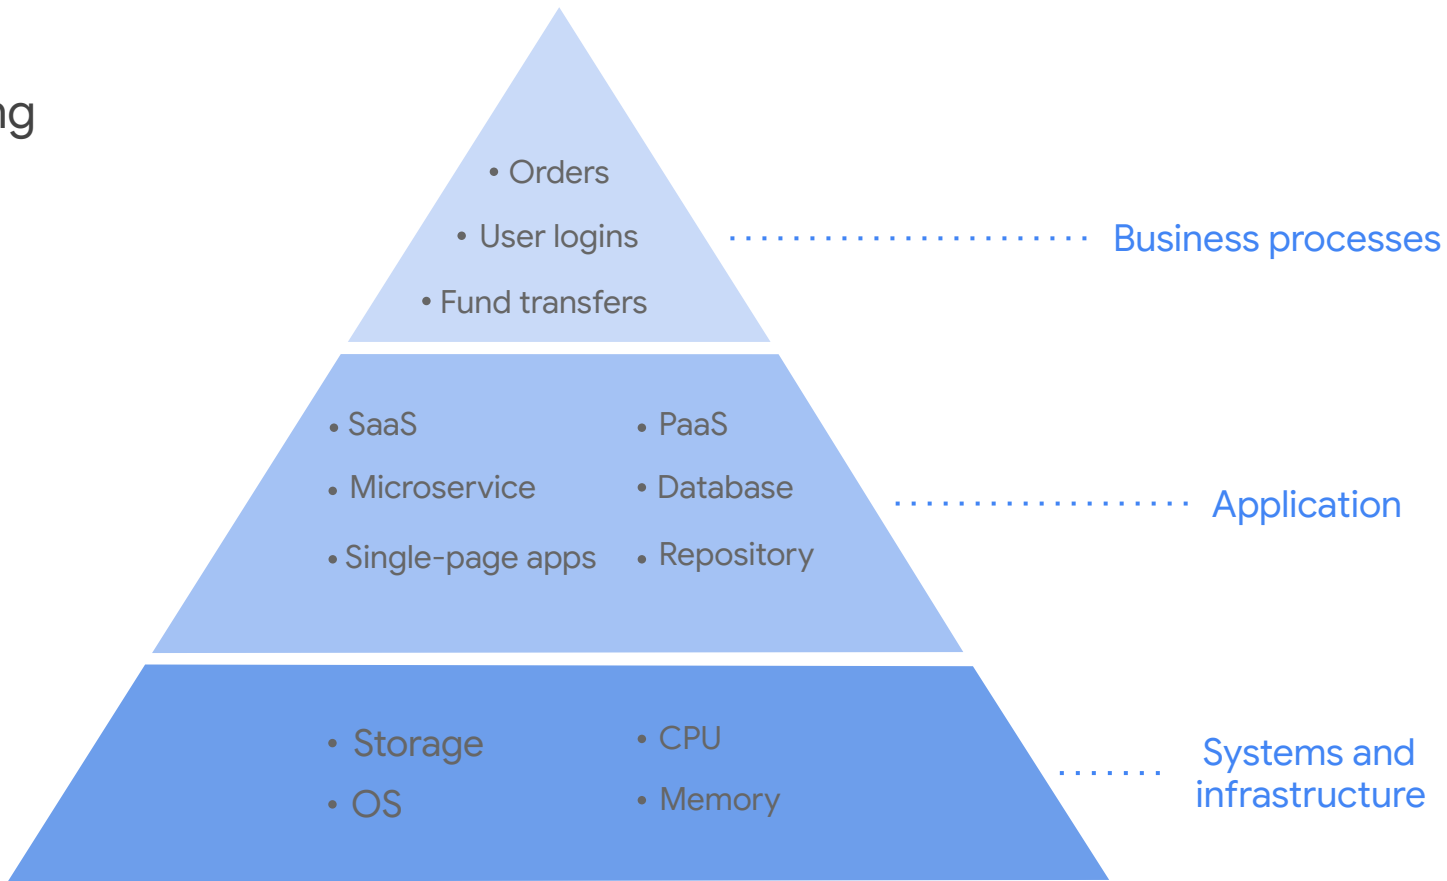 ng
• Orders
• User logins
• Fund transfers
Business processes
• SaaS
• Microservice
• Single-page apps
• PaaS
• Database
• Repository
Application
• Storage
• OS
• CPU
• Memory
Systems and
infrastructure